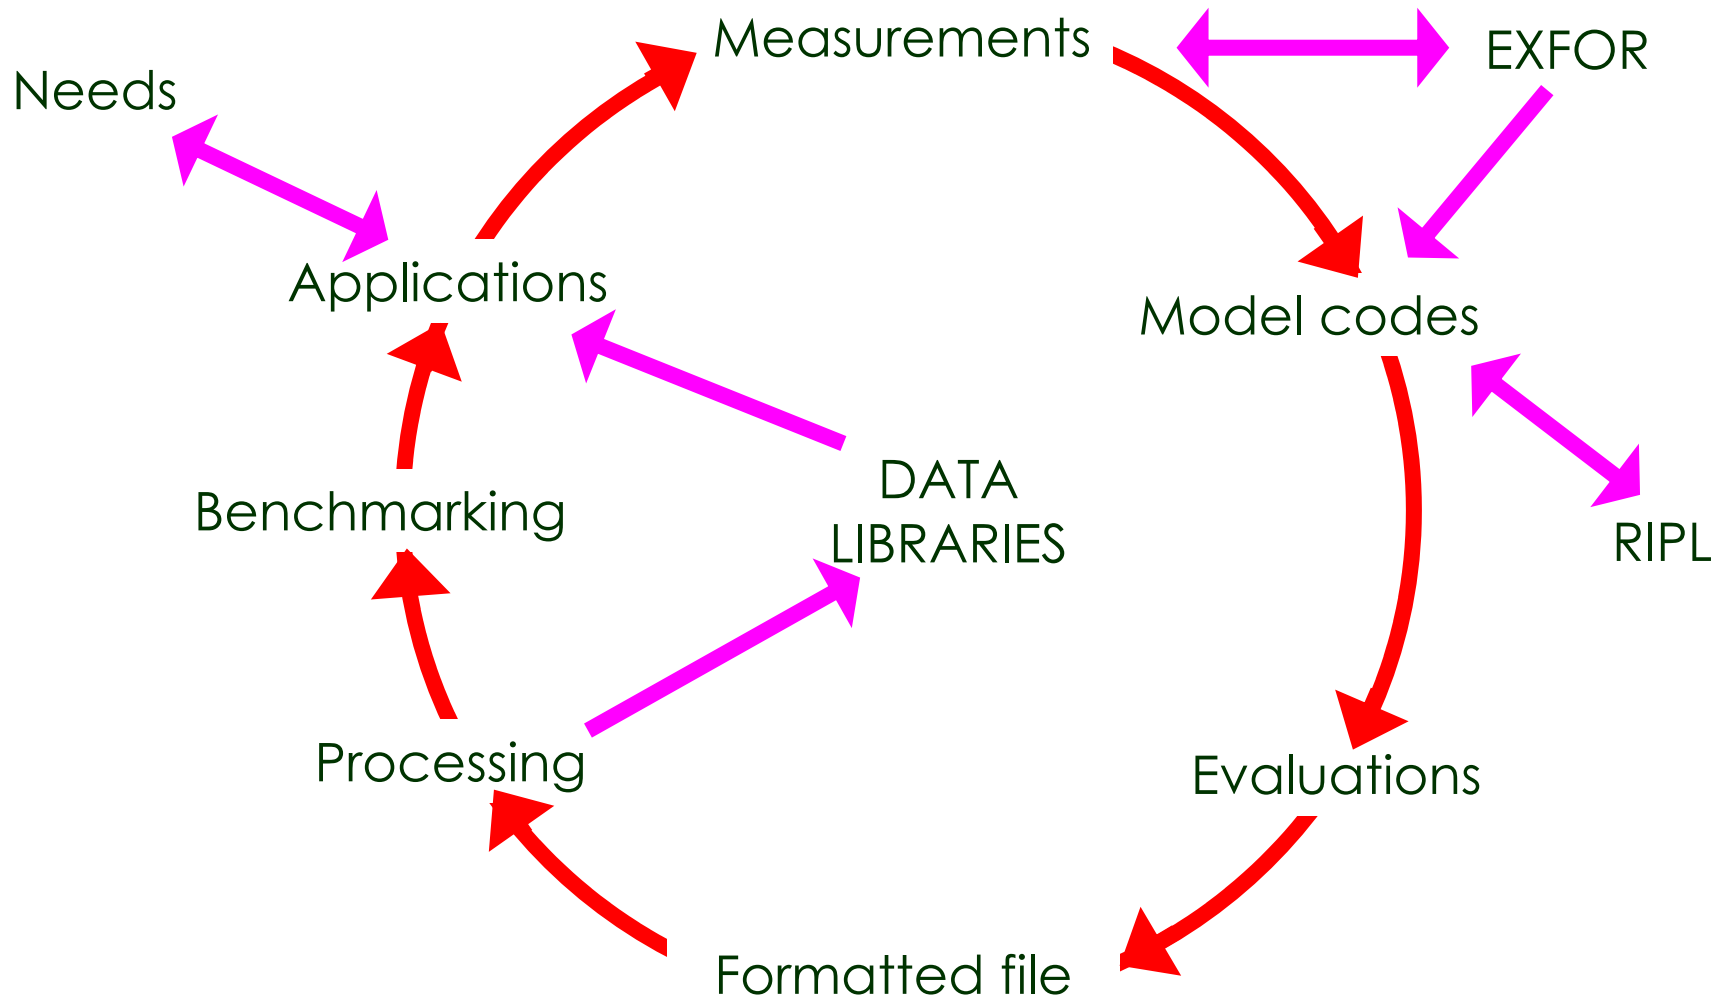 Measurements
EXFOR
Needs
Applications
Model codes
DATA
LIBRARIES
Benchmarking
RIPL
Processing
Evaluations
Formatted file